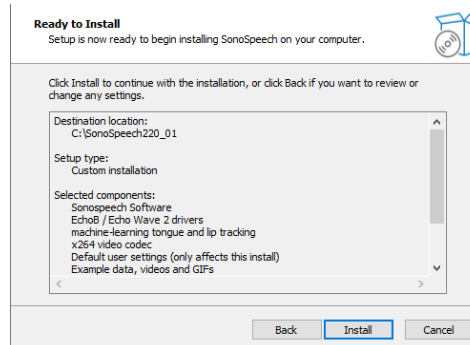 Ready to Install
Setup is now ready to begin installing SonoSpeech on your computer.
Click Install to continue with the installation, or click Back if you want to review or
change any settings.
Destination location:
C:\SonoSpeech220_01
Setup type:
Custom installation
Selected components:
Sonospeech Software
EchoB / Echo Wave 2 drivers
machine-learning tongue and lip tracking
x264 video codec
Default user settings (only affects this install)
Example data, videos and GIFs
Back Install Cancel